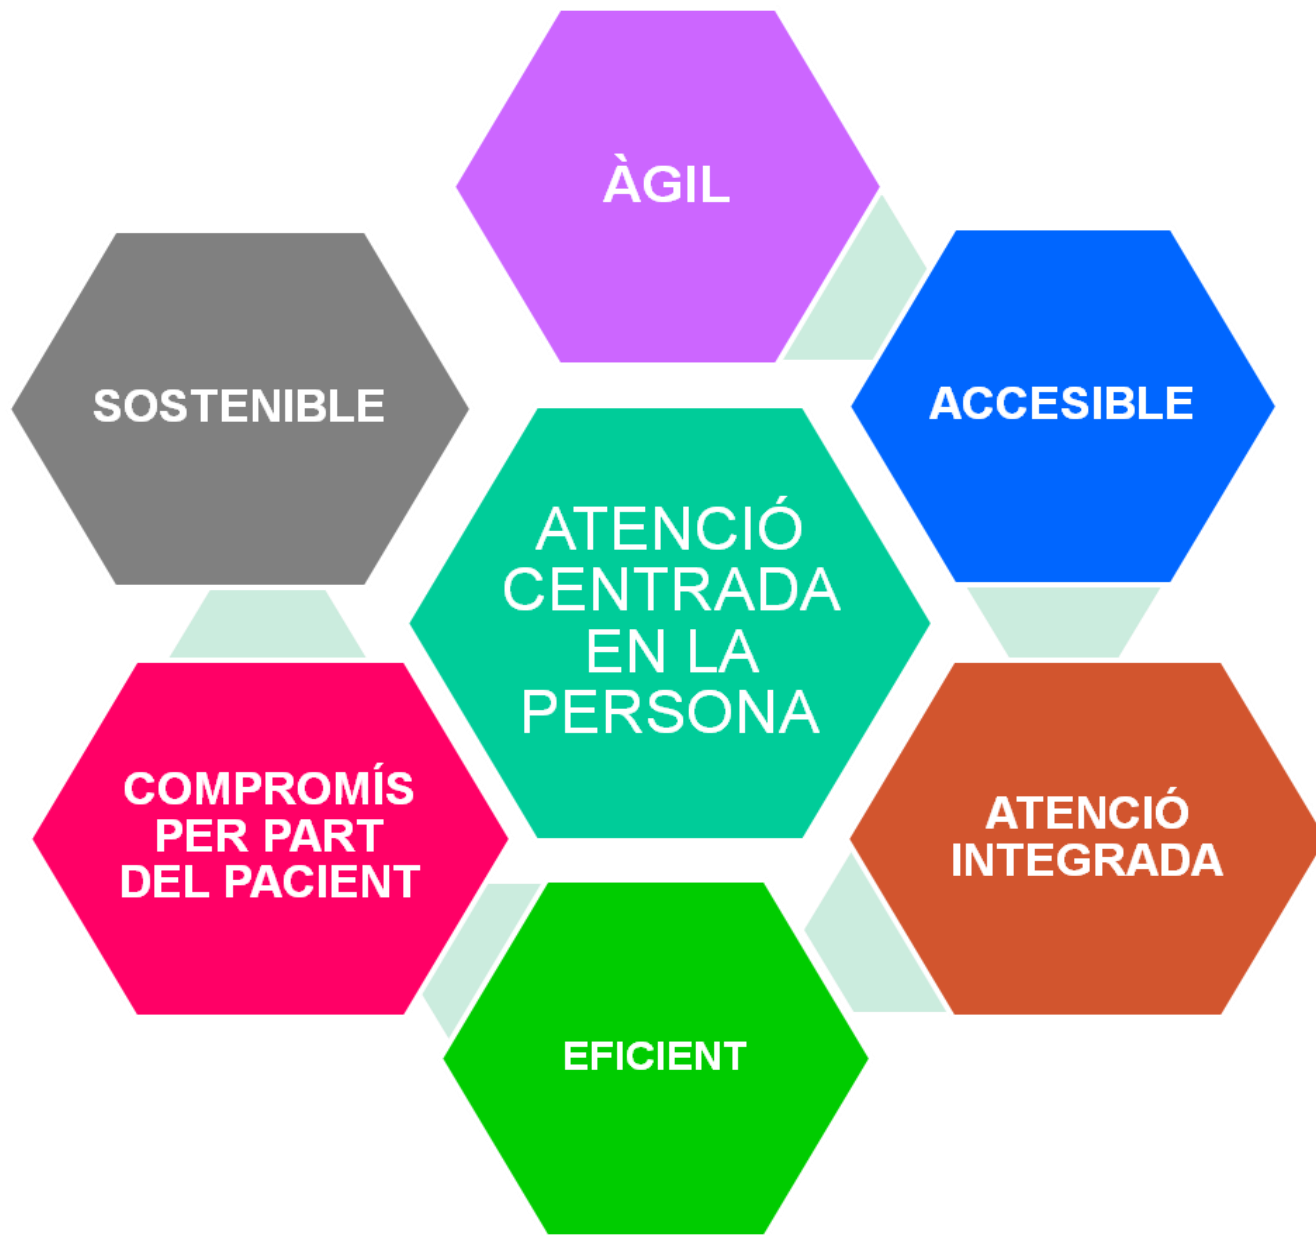 ÀGIL
ACCESIBLE
SOSTENIBLE
ATENCIÓ
CENTRADA
EN LA
PERSONA
COMPROMÍS
PER PART
DEL PACIENT
ATENCIÓ
INTEGRADA
EFICIENT